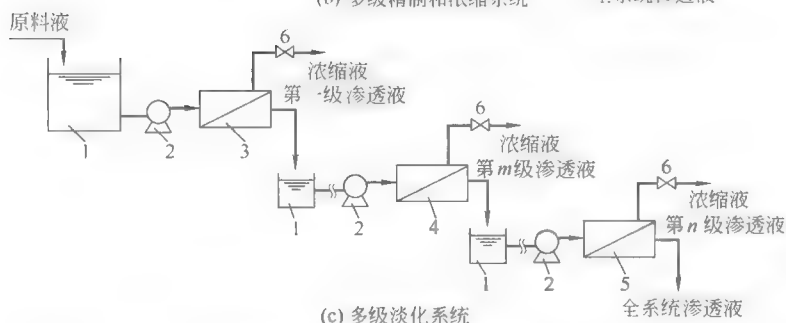 (b) 多级精制和浓缩系统
原料液
6
浓缩液
第一级渗透液
1
2
3
6
浓缩液
第m级渗透液
1
2
4
6
浓缩液
第n级渗透液
1
2
5
全系统渗透液
(c) 多级淡化系统